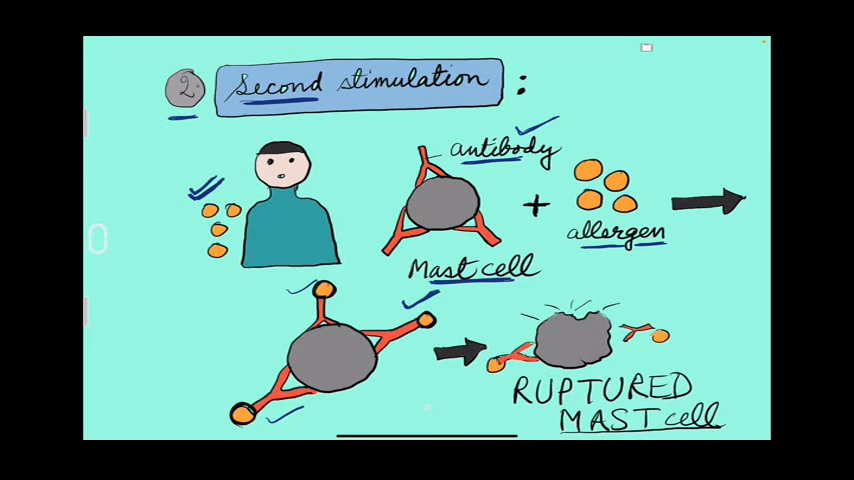 2.
Second stimulation :
antibody
+
allergen
Mast cell
RUPTURED
MAST cell